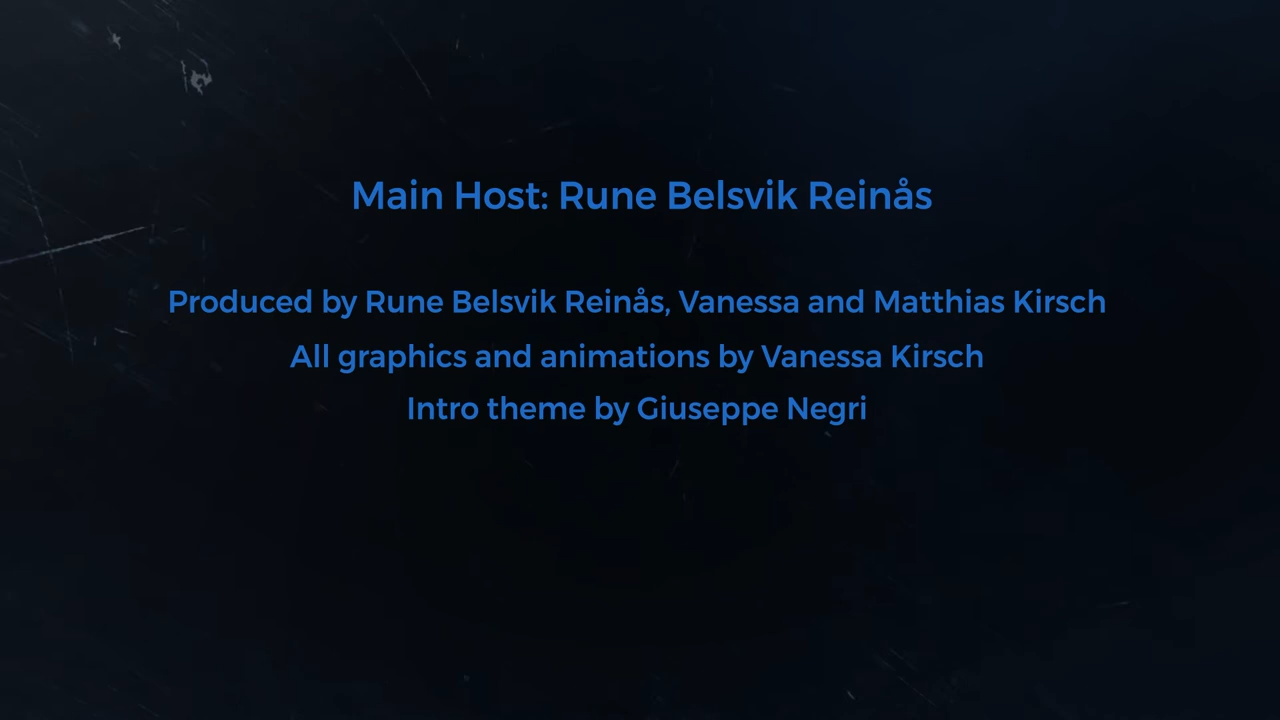 Main Host: Rune Belsvik Reinås
Produced by Rune Belsvik Reinås, Vanessa and Matthias Kirsch
All graphics and animations by Vanessa Kirsch
Intro theme by Giuseppe Negri